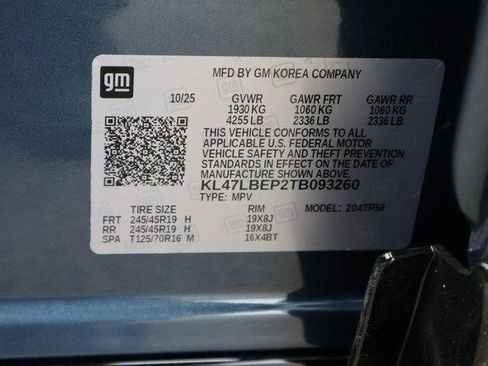 gm
MFD BY GM KOREA COMPANY
10/25 GVWR GAWR FRT GAWR RR
1930 KG 1060 KG 1060 KG
4255 LB 2336 LB 2336 LB
THIS VEHICLE CONFORMS TO ALL
APPLICABLE U.S. FEDERAL MOTOR
VEHICLE SAFETY AND THEFT PREVENTION
STANDARDS IN EFFECT ON THE DATE OF
MANUFACTURE SHOWN ABOVE.
KL47LBEP2TB093260
TYPE: MPV
TIRE SIZE RIM MODEL: 204TR58
FRT 245/45R19 H 19X8J
RR 245/45R19 H 19X8J
SPA T125/70R16 M 16X4BT